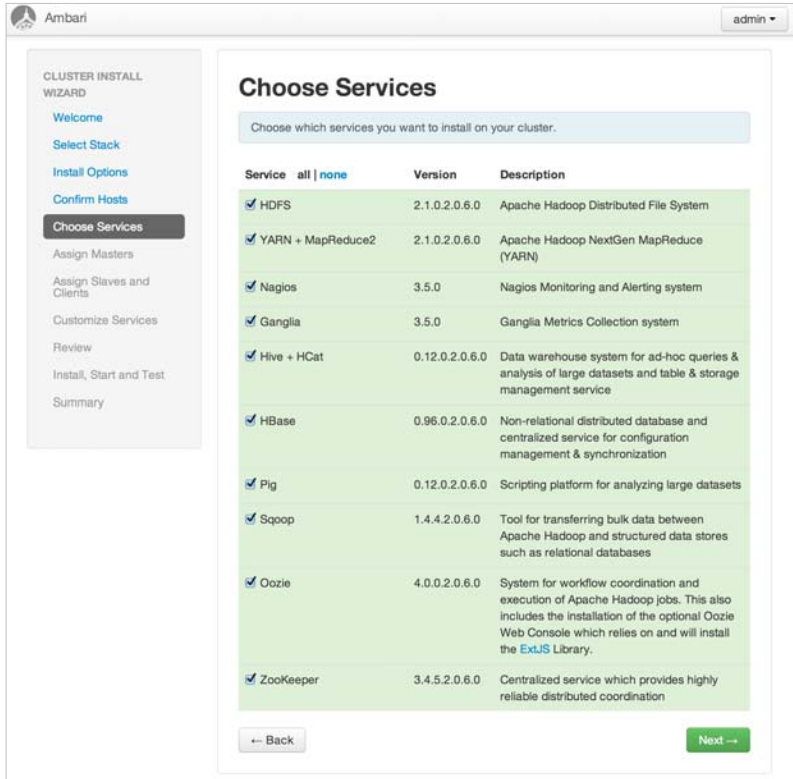 Ambari
admin
CLUSTER INSTALL
WIZARD
Welcome
Select Stack
Install Options
Confirm Hosts
Choose Services
Assign Masters
Assign Slaves and
Clients
Customize Services
Review
Install, Start and Test
Summary
Choose Services
Choose which services you want to install on your cluster.
Service all | none Version Description
HDFS 2.1.0.2.0.6.0 Apache Hadoop Distributed File System
YARN + MapReduce2 2.1.0.2.0.6.0 Apache Hadoop NextGen MapReduce
(YARN)
Nagios 3.5.0 Nagios Monitoring and Alerting system
Ganglia 3.5.0 Ganglia Metrics Collection system
Hive + HCat 0.12.0.2.0.6.0 Data warehouse system for ad-hoc queries &
analysis of large datasets and table & storage
management service
HBase 0.96.0.2.0.6.0 Non-relational distributed database and
centralized service for configuration
management & synchronization
Pig 0.12.0.2.0.6.0 Scripting platform for analyzing large datasets
Sqoop 1.4.4.2.0.6.0 Tool for transferring bulk data between
Apache Hadoop and structured data stores
such as relational databases
Oozie 4.0.0.2.0.6.0 System for workflow coordination and
execution of Apache Hadoop jobs. This also
includes the installation of the optional Oozie
Web Console which relies on and will install
the ExtJS Library.
ZooKeeper 3.4.5.2.0.6.0 Centralized service which provides highly
reliable distributed coordination
← Back
Next →